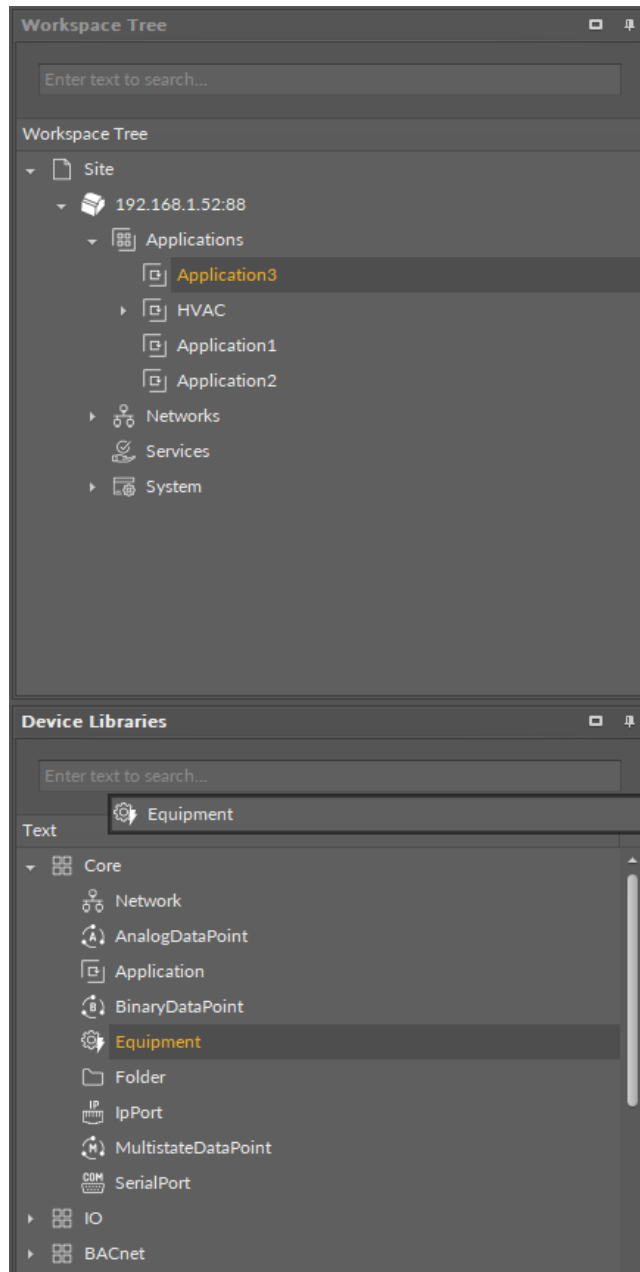 Workspace Tree
Enter text to search...
Workspace Tree
Site
192.168.1.52:88
Applications
Application3
HVAC
Application1
Application2
Networks
Services
System
Device Libraries
Enter text to search...
Equipment
Text
Core
Network
AnalogDataPoint
Application
BinaryDataPoint
Equipment
Folder
IpPort
MultistateDataPoint
SerialPort
IO
BACnet